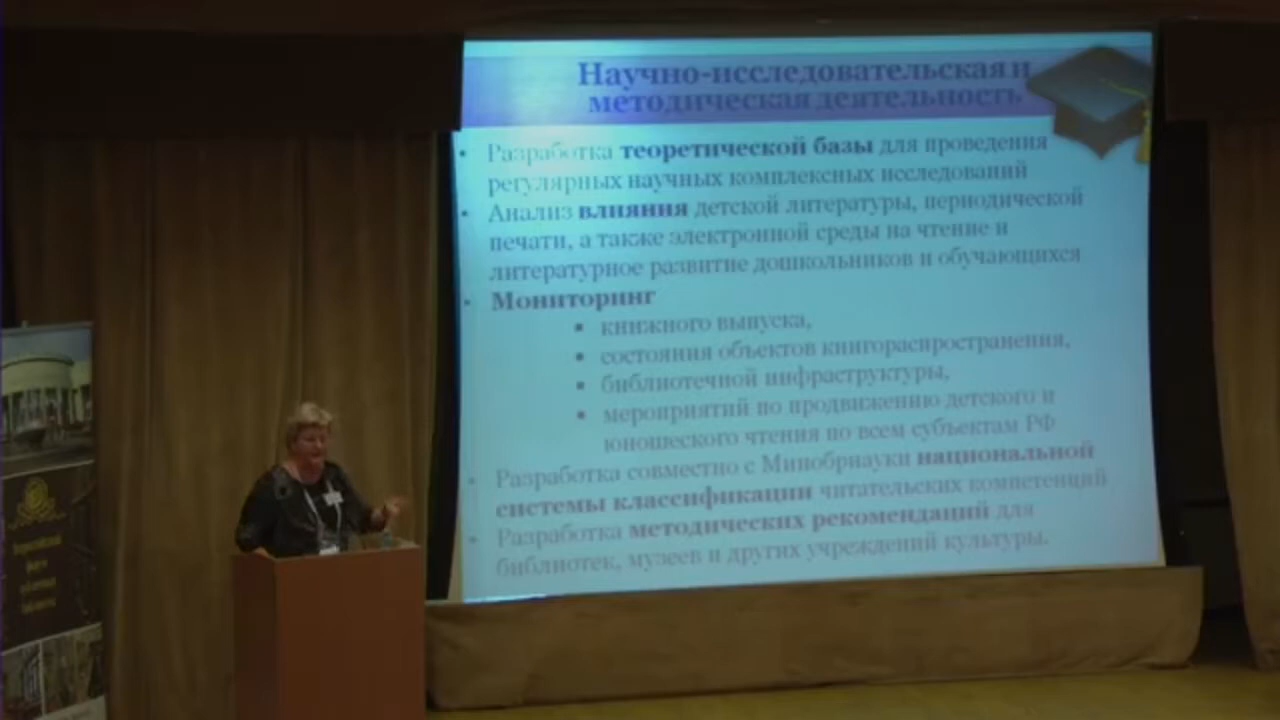 Научно-исследовательская и
методическая деятельность
• Разработка теоретической базы для проведения
регулярных научных комплексных исследований
• Анализ влияния детской литературы, периодической
печати, а также электронной среды на чтение и
литературное развитие дошкольников и обучающихся
• Мониторинг
▪ книжного выпуска,
▪ состояния объектов книгораспространения,
▪ библиотечной инфраструктуры,
▪ мероприятий по продвижению детского и
юношеского чтения по всем субъектам РФ
• Разработка совместно с Минобрнауки национальной
системы классификации читательских компетенций
• Разработка методических рекомендаций для
библиотек, музеев и других учреждений культуры.